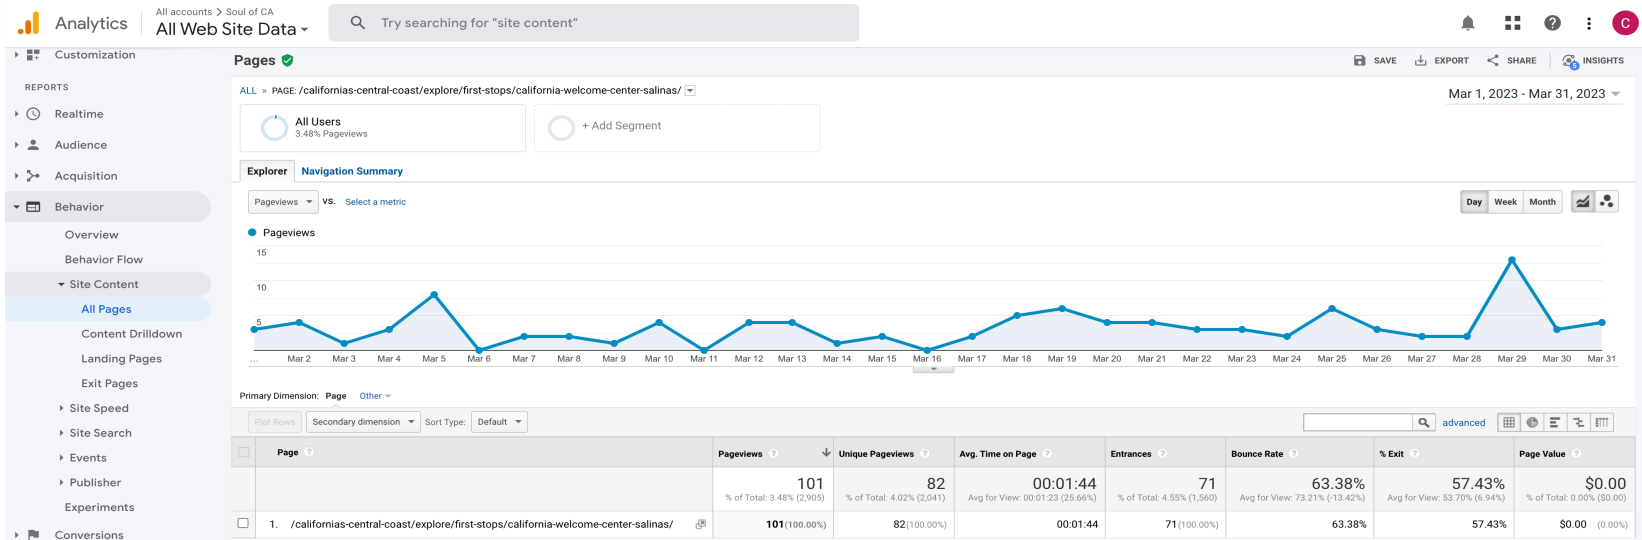 Analytics
All accounts > Soul of CA
All Web Site Data
Try searching for "site content"
C
Customization
REPORTS
Realtime
Audience
Acquisition
Behavior
Overview
Behavior Flow
Site Content
All Pages
Content Drilldown
Landing Pages
Exit Pages
Site Speed
Site Search
Events
Publisher
Experiments
Conversions
Pages
SAVE EXPORT SHARE 5 INSIGHTS
ALL » PAGE: /californias-central-coast/explore/first-stops/california-welcome-center-salinas/
Mar 1, 2023 - Mar 31, 2023
All Users
3.48% Pageviews
+ Add Segment
Explorer Navigation Summary
Pageviews VS. Select a metric
Day Week Month
Pageviews
15
10
5
... Mar 2 Mar 3 Mar 4 Mar 5 Mar 6 Mar 7 Mar 8 Mar 9 Mar 10 Mar 11 Mar 12 Mar 13 Mar 14 Mar 15 Mar 16 Mar 17 Mar 18 Mar 19 Mar 20 Mar 21 Mar 22 Mar 23 Mar 24 Mar 25 Mar 26 Mar 27 Mar 28 Mar 29 Mar 30 Mar 31
Primary Dimension: Page Other
Plot Rows Secondary dimension Sort Type: Default advanced
Page ? Pageviews ? Unique Pageviews ? Avg. Time on Page ? Entrances ? Bounce Rate ? % Exit ? Page Value ?
101 82 00:01:44 71 63.38% 57.43% $0.00
% of Total: 3.48% (2,905) % of Total: 4.02% (2,041) Avg for View: 00:01:23 (25.66%) % of Total: 4.55% (1,560) Avg for View: 73.21% (-13.42%) Avg for View: 53.70% (6.94%) % of Total: 0.00% ($0.00)
1. /californias-central-coast/explore/first-stops/california-welcome-center-salinas/ 101(100.00%) 82(100.00%) 00:01:44 71(100.00%) 63.38% 57.43% $0.00 (0.00%)